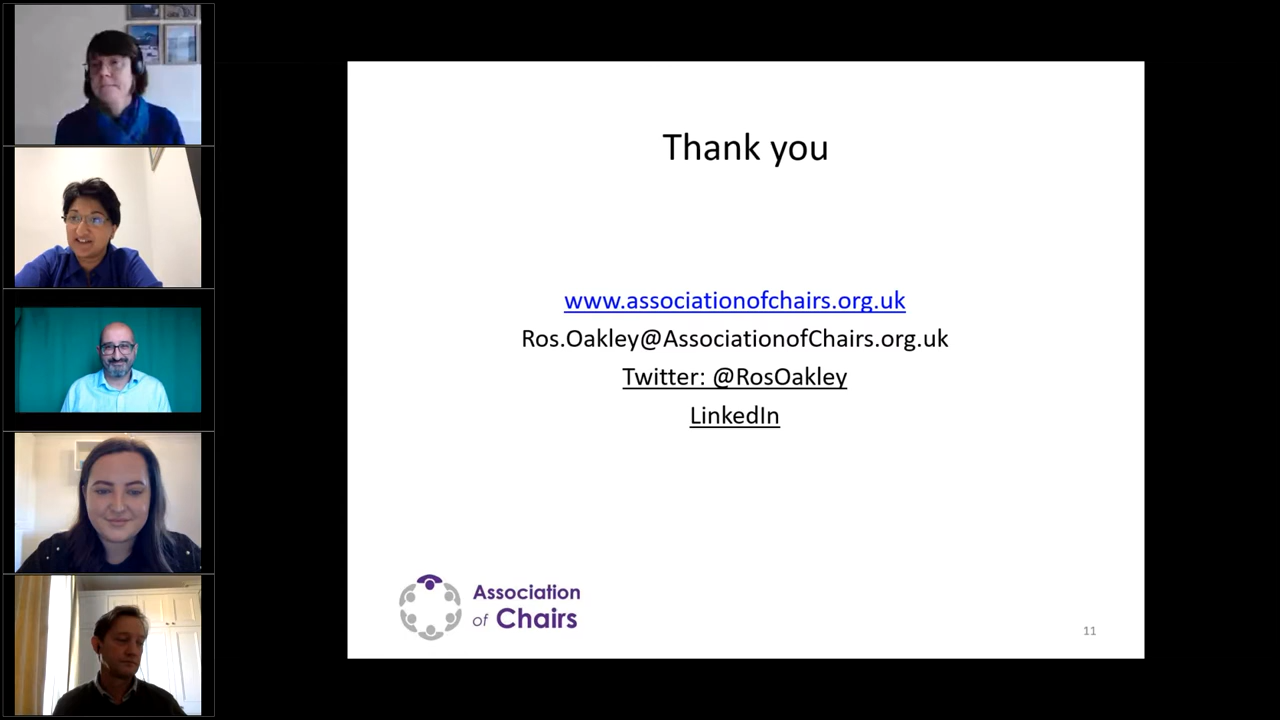 Thank you
www.associationofchairs.org.uk
Ros.Oakley@AssociationofChairs.org.uk
Twitter: @RosOakley
LinkedIn
Association
of Chairs
11